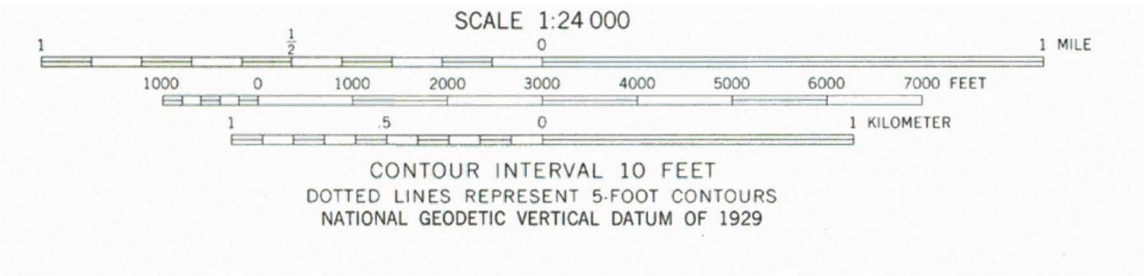 SCALE 1:24 000
1 1/2 0 1 MILE
1000 0 1000 2000 3000 4000 5000 6000 7000 FEET
1 .5 0 1 KILOMETER
CONTOUR INTERVAL 10 FEET
DOTTED LINES REPRESENT 5-FOOT CONTOURS
NATIONAL GEODETIC VERTICAL DATUM OF 1929